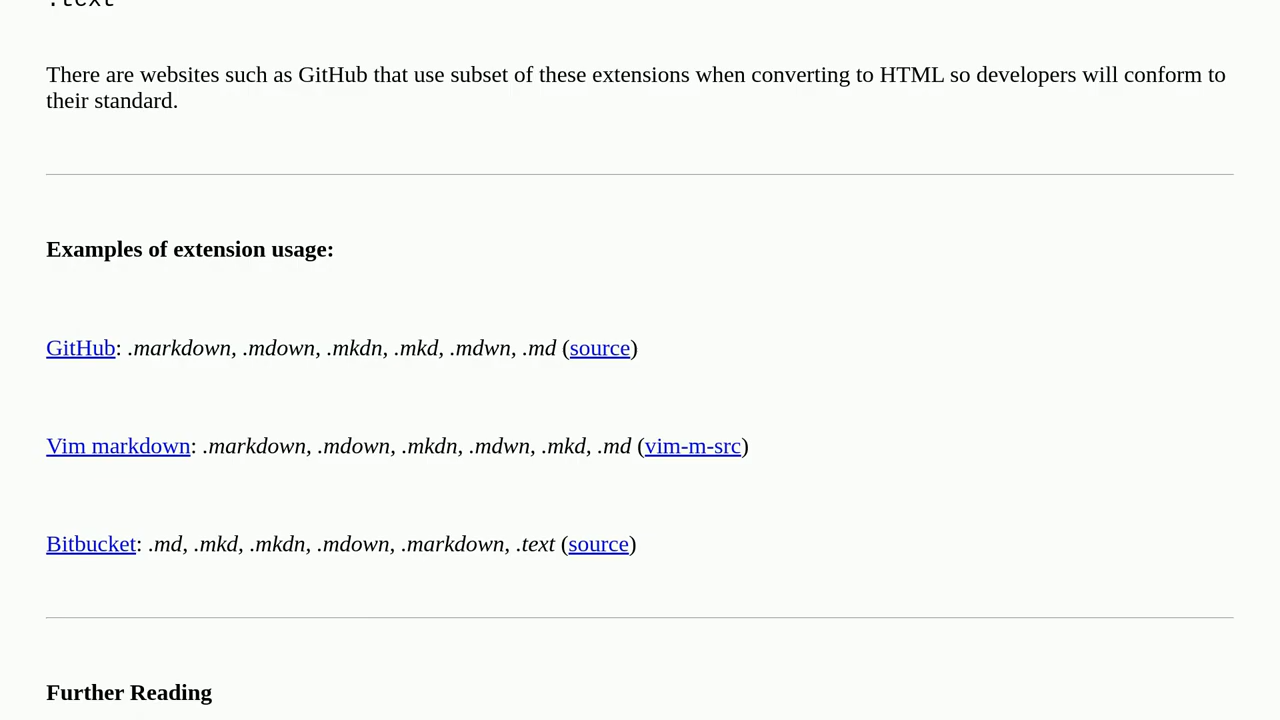 .text
There are websites such as GitHub that use subset of these extensions when converting to HTML so developers will conform to
their standard.
Examples of extension usage:
GitHub: .markdown, .mdown, .mkdn, .mkd, .mdwn, .md (source)
Vim markdown: .markdown, .mdown, .mkdn, .mdwn, .mkd, .md (vim-m-src)
Bitbucket: .md, .mkd, .mkdn, .mdown, .markdown, .text (source)
Further Reading